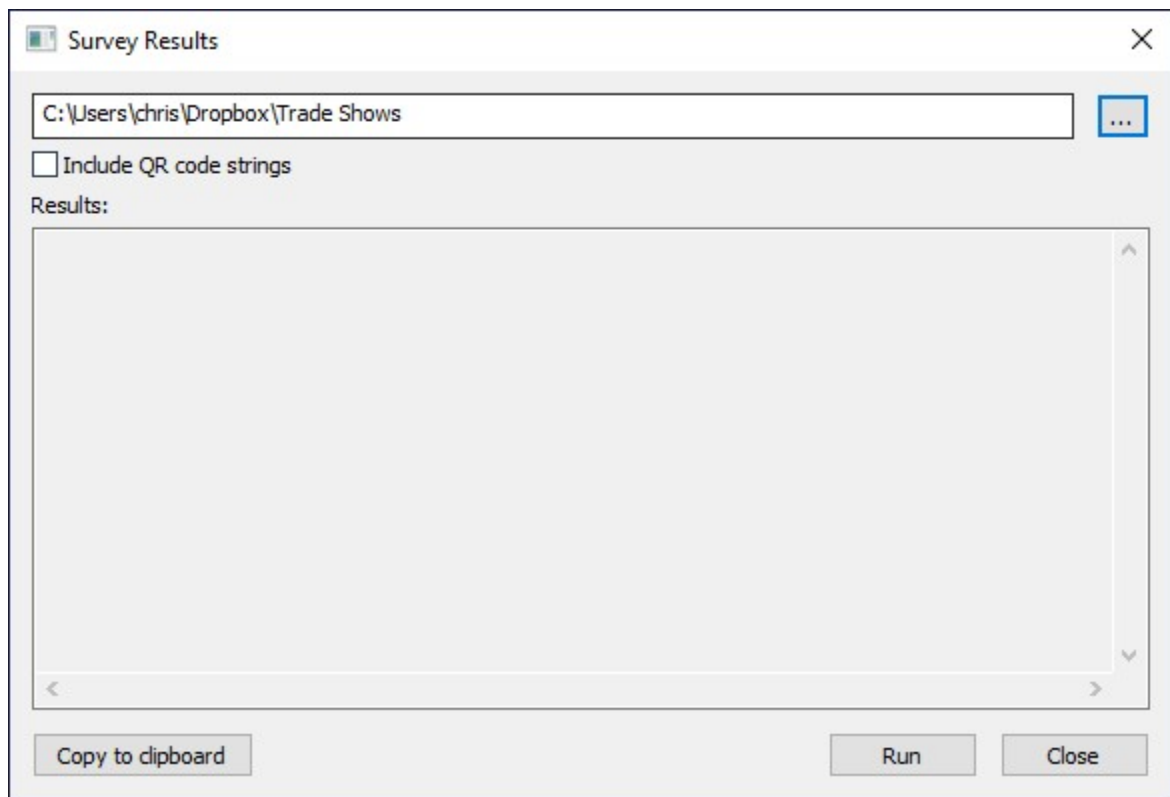 Survey Results
C:\Users\chris\Dropbox\Trade Shows
...
Include QR code strings
Results:
Copy to clipboard
Run
Close